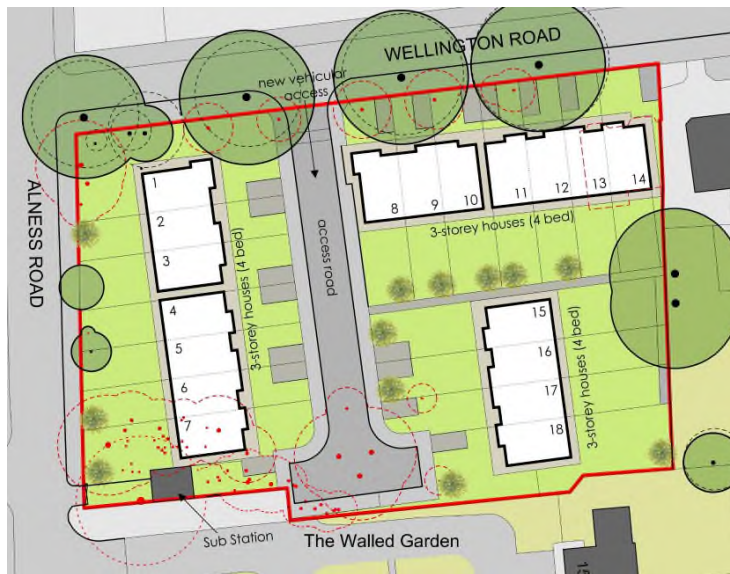 WELLINGTON ROAD
new vehicular
access
ALNESS ROAD
access road
1
2
3
4
5
6
7
3-storey houses (4 bed)
8
9
10
11
12
13
14
3-storey houses (4 bed)
15
16
17
18
3-storey houses (4 bed)
Sub Station
The Walled Garden